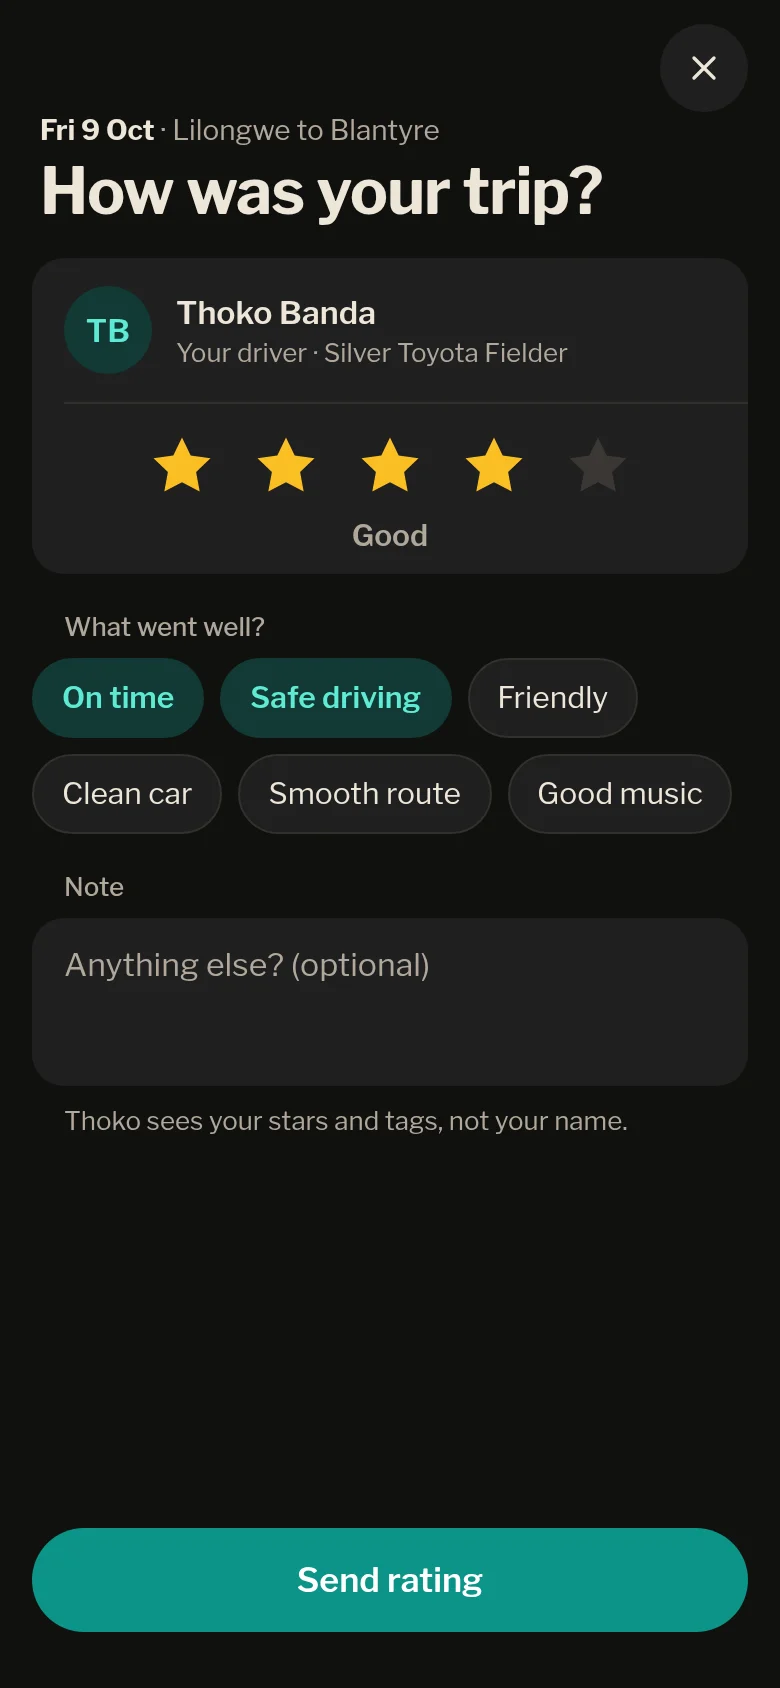 Fri 9 Oct · Lilongwe to Blantyre
How was your trip?
TB
Thoko Banda
Your driver · Silver Toyota Fielder
Good
What went well?
On time
Safe driving
Friendly
Clean car
Smooth route
Good music
Note
Anything else? (optional)
Thoko sees your stars and tags, not your name.
Send rating